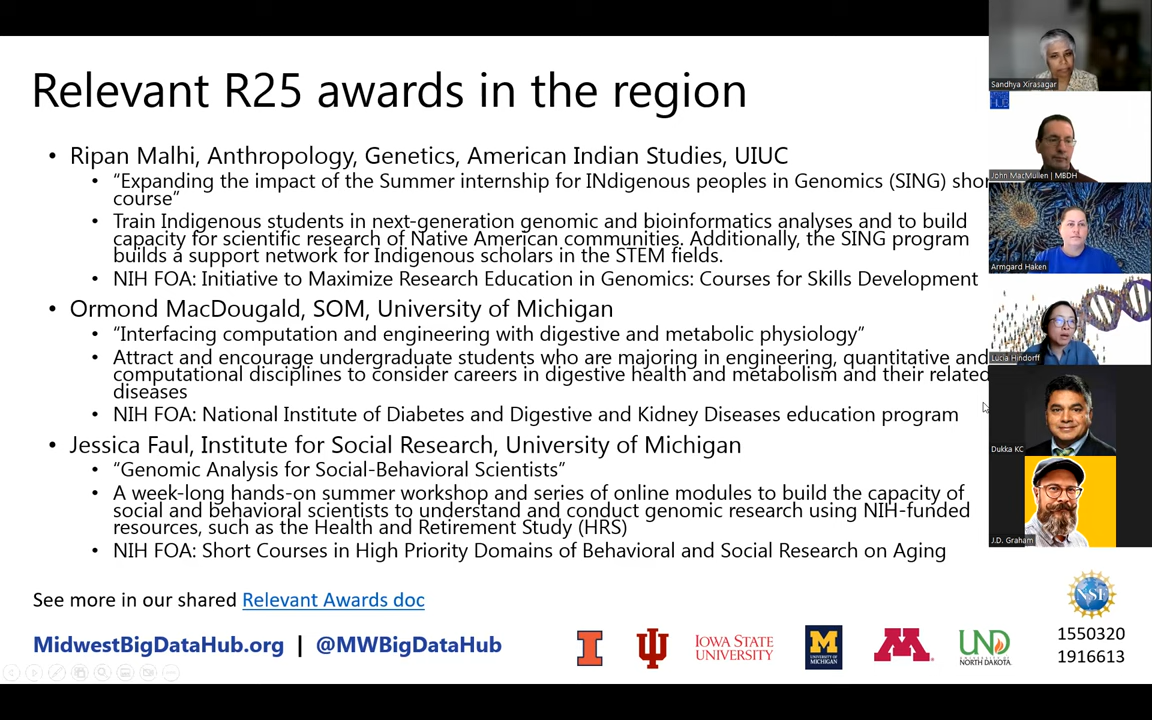 Relevant R25 awards in the region
• Ripan Malhi, Anthropology, Genetics, American Indian Studies, UIUC
• “Expanding the impact of the Summer internship for INdigenous peoples in Genomics (SING) shor
course”
• Train Indigenous students in next-generation genomic and bioinformatics analyses and to build
capacity for scientific research of Native American communities. Additionally, the SING program
builds a support network for Indigenous scholars in the STEM fields.
• NIH FOA: Initiative to Maximize Research Education in Genomics: Courses for Skills Development
• Ormond MacDougald, SOM, University of Michigan
• “Interfacing computation and engineering with digestive and metabolic physiology”
• Attract and encourage undergraduate students who are majoring in engineering, quantitative and
computational disciplines to consider careers in digestive health and metabolism and their related
diseases
• NIH FOA: National Institute of Diabetes and Digestive and Kidney Diseases education program
• Jessica Faul, Institute for Social Research, University of Michigan
• “Genomic Analysis for Social-Behavioral Scientists”
• A week-long hands-on summer workshop and series of online modules to build the capacity of
social and behavioral scientists to understand and conduct genomic research using NIH-funded
resources, such as the Health and Retirement Study (HRS)
• NIH FOA: Short Courses in High Priority Domains of Behavioral and Social Research on Aging
See more in our shared Relevant Awards doc
MidwestBigDataHub.org | @MWBigDataHub
IOWA STATE
UNIVERSITY
M
UNIVERSITY OF
MICHIGAN
UND
UNIVERSITY OF
NORTH DAKOTA
NSF
1550320
1916613
Sandhya Xirasagar
HUB
John MacMullen | MBDH
Armgard Haken
Lucia Hindorff
Dukka KC
J.D. Graham